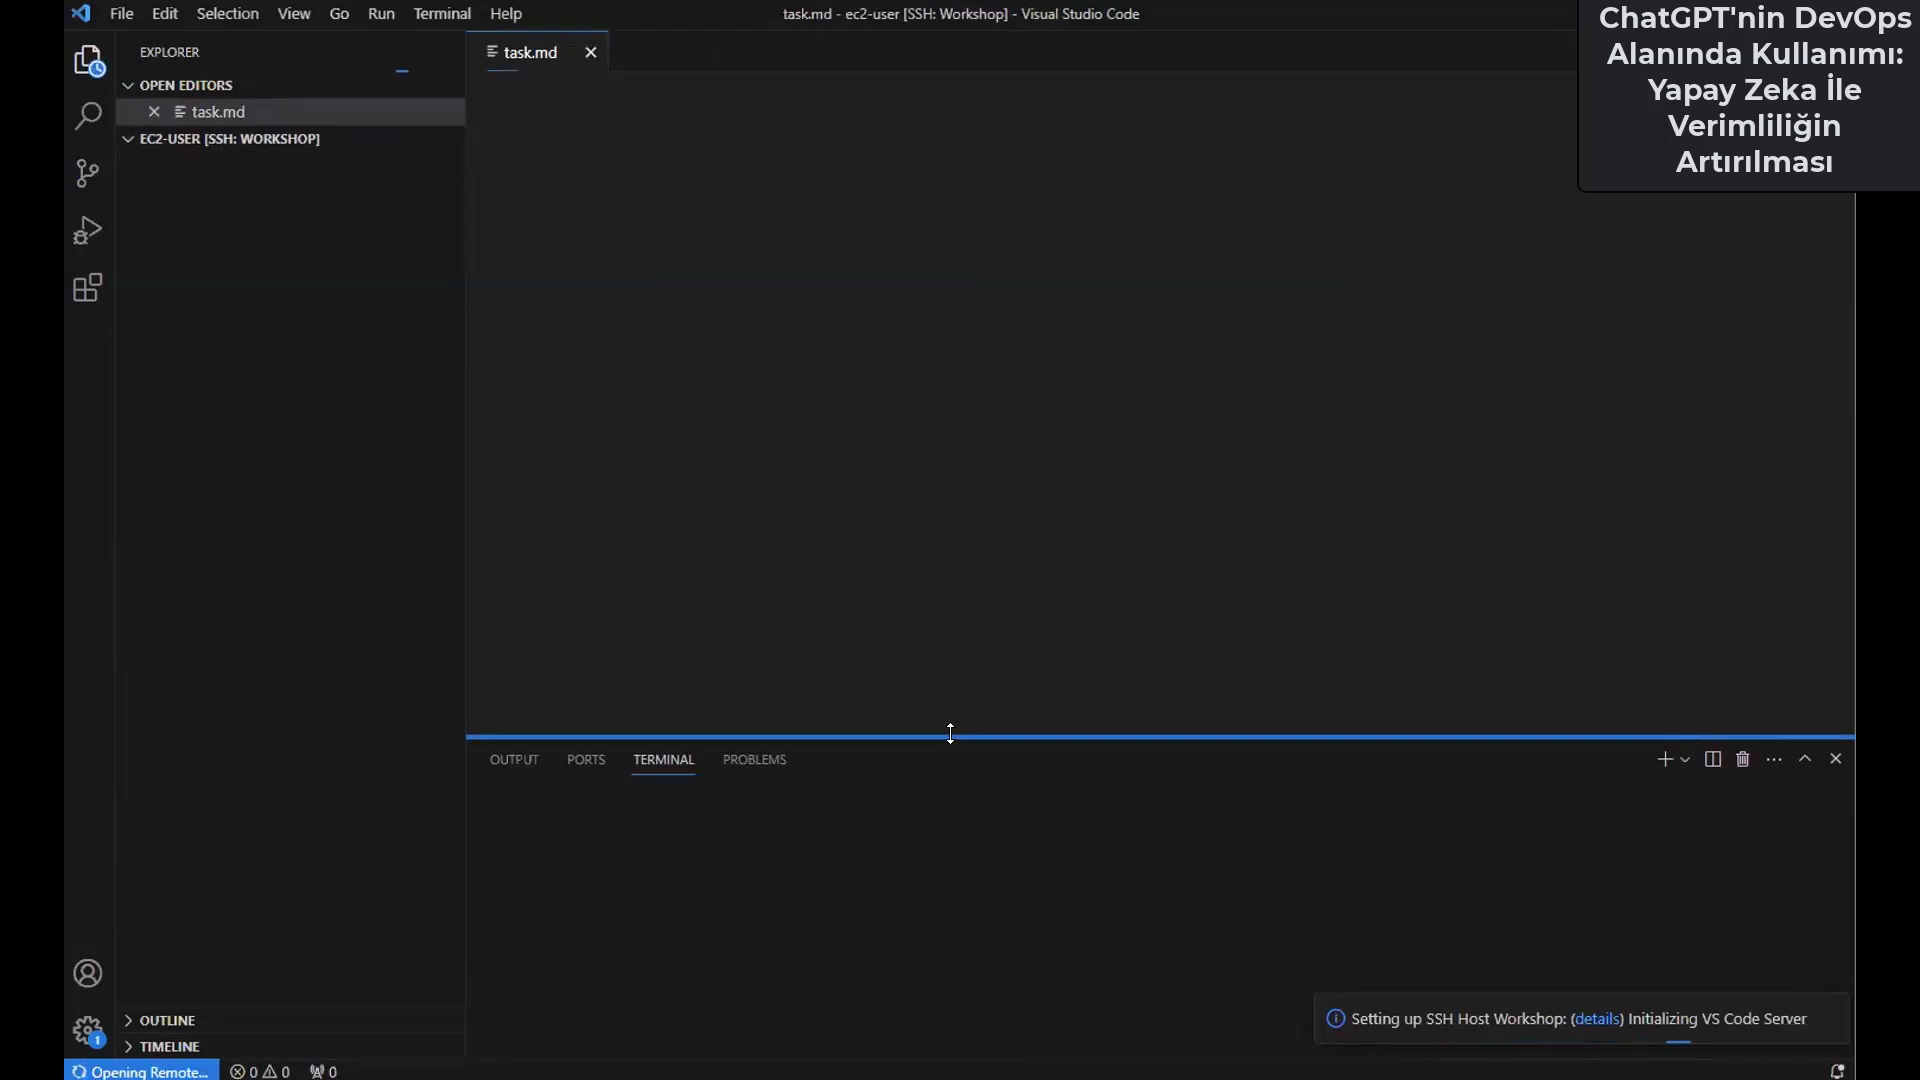 File Edit Selection View Go Run Terminal Help
task.md - ec2-user [SSH: Workshop] - Visual Studio Code
ChatGPT'nin DevOps
Alanında Kullanımı:
Yapay Zeka İle
Verimliliğin
Artırılması
EXPLORER
OPEN EDITORS
task.md
EC2-USER [SSH: WORKSHOP]
task.md
OUTPUT PORTS TERMINAL PROBLEMS
OUTLINE
TIMELINE
1
Setting up SSH Host Workshop: (details) Initializing VS Code Server
Opening Remote... 0 0 0